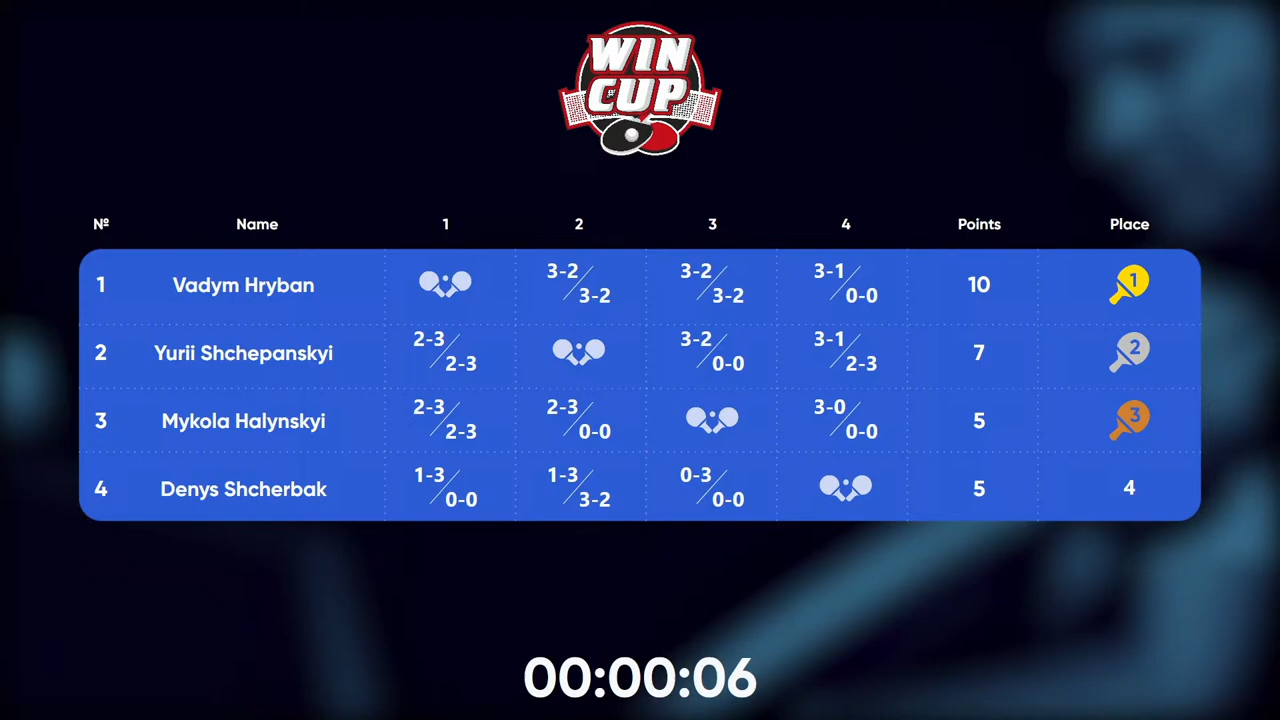 WIN
CUP
№ Name 1 2 3 4 Points Place
1 Vadym Hryban 3-2/3-2 3-2/3-2 3-1/0-0 10 1
2 Yurii Shchepanskyi 2-3/2-3 3-2/0-0 3-1/2-3 7 2
3 Mykola Halynskyi 2-3/2-3 2-3/0-0 3-0/0-0 5 3
4 Denys Shcherbak 1-3/0-0 1-3/3-2 0-3/0-0 5 4
00:00:06